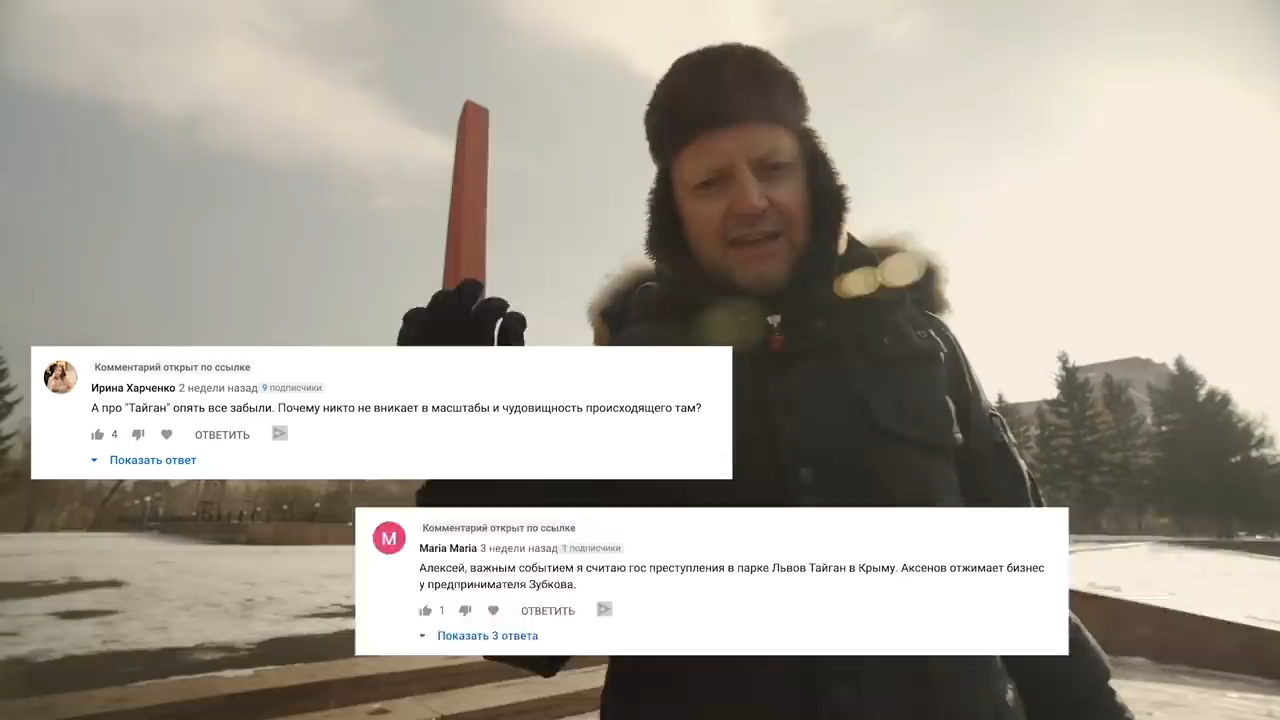 Комментарий открыт по ссылке
Ирина Харченко 2 недели назад 9 подписчики
А про "Тайган" опять все забыли. Почему никто не вникает в масштабы и чудовищность происходящего там?
4 ОТВЕТИТЬ
Показать ответ
М
Комментарий открыт по ссылке
Maria Maria 3 недели назад 1 подписчики
Алексей, важным событием я считаю гос преступления в парке Львов Тайган в Крыму. Аксенов отжимает бизнес
у предпринимателя Зубкова.
1 ОТВЕТИТЬ
Показать 3 ответа